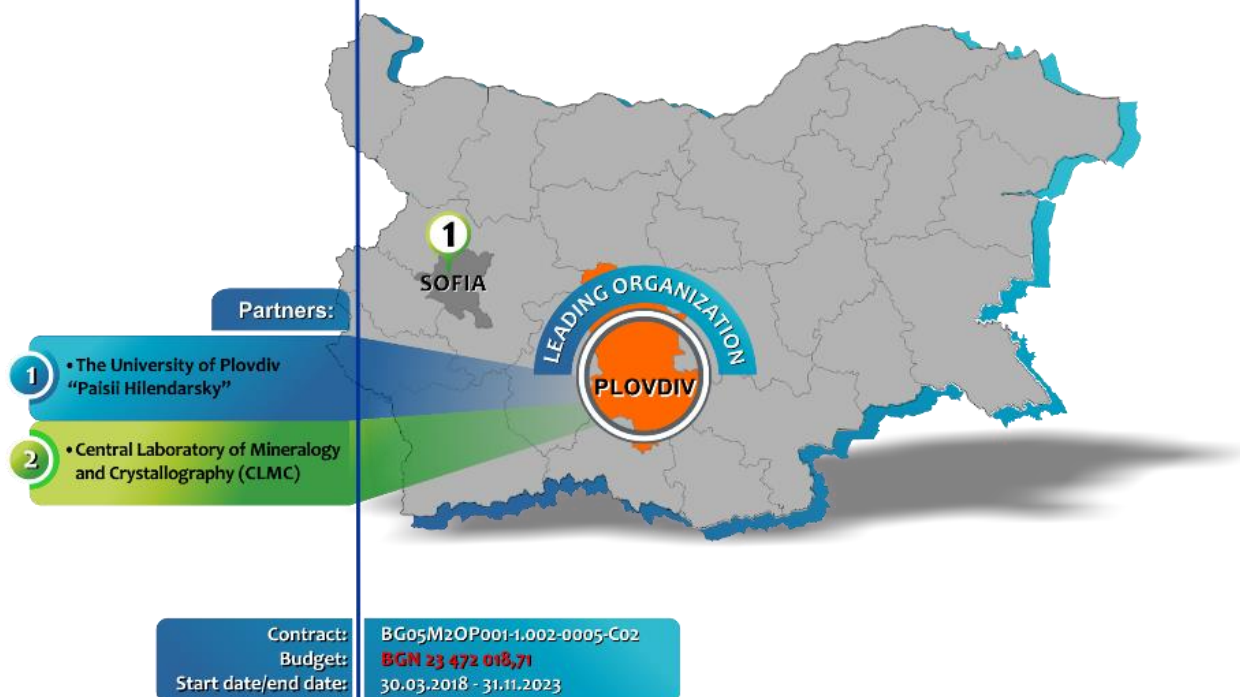 1
SOFIA
LEADING ORGANIZATION
PLOVDIV
Partners:
1
• The University of Plovdiv
“Paisii Hilendarsky”
2
• Central Laboratory of Mineralogy
and Crystallography (CLMC)
Contract: BG05M2OP001-1.002-0005-C02
Budget: BGN 23 472 018,71
Start date/end date: 30.03.2018 - 31.11.2023